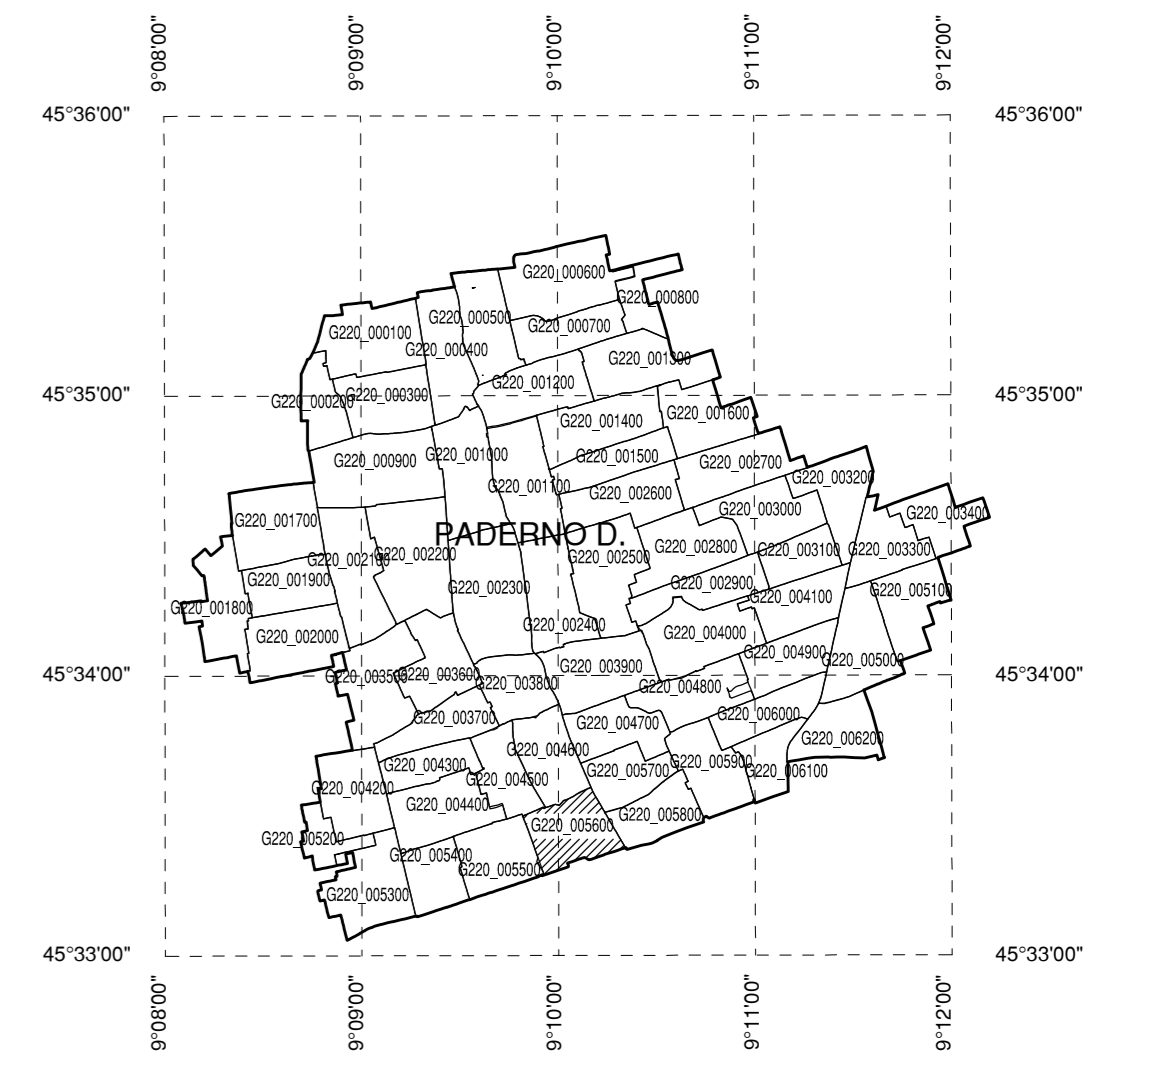 9°08'00"
9°09'00"
9°10'00"
9°11'00"
9°12'00"
45°36'00"
45°36'00"
G220_000600
G220_000800
G220_000500
G220_000700
G220_000100
G220_000400
G220_001300
G220_001200
45°35'00"
G220_000200
G220_000300
45°35'00"
G220_001600
G220_001400
G220_001000
G220_001500
G220_000900
G220_002700
G220_003200
G220_001100
G220_002600
G220_003000
G220_003400
G220_001700
PADERNO D.
G220_002800
G220_003100
G220_003300
G220_002200
G220_002500
G220_002100
G220_001900
G220_002900
G220_002300
G220_005100
G220_004100
G220_001800
G220_002400
G220_004000
G220_002000
G220_004900
G220_005000
G220_003900
45°34'00"
G220_003500
G220_003600
45°34'00"
G220_003800
G220_004800
G220_006000
G220_003700
G220_004700
G220_006200
G220_004600
G220_005900
G220_004300
G220_005700
G220_006100
G220_004500
G220_004200
G220_004400
G220_005800
G220_005600
G220_005200
G220_005400
G220_005500
G220_005300
45°33'00"
45°33'00"
9°08'00"
9°09'00"
9°10'00"
9°11'00"
9°12'00"